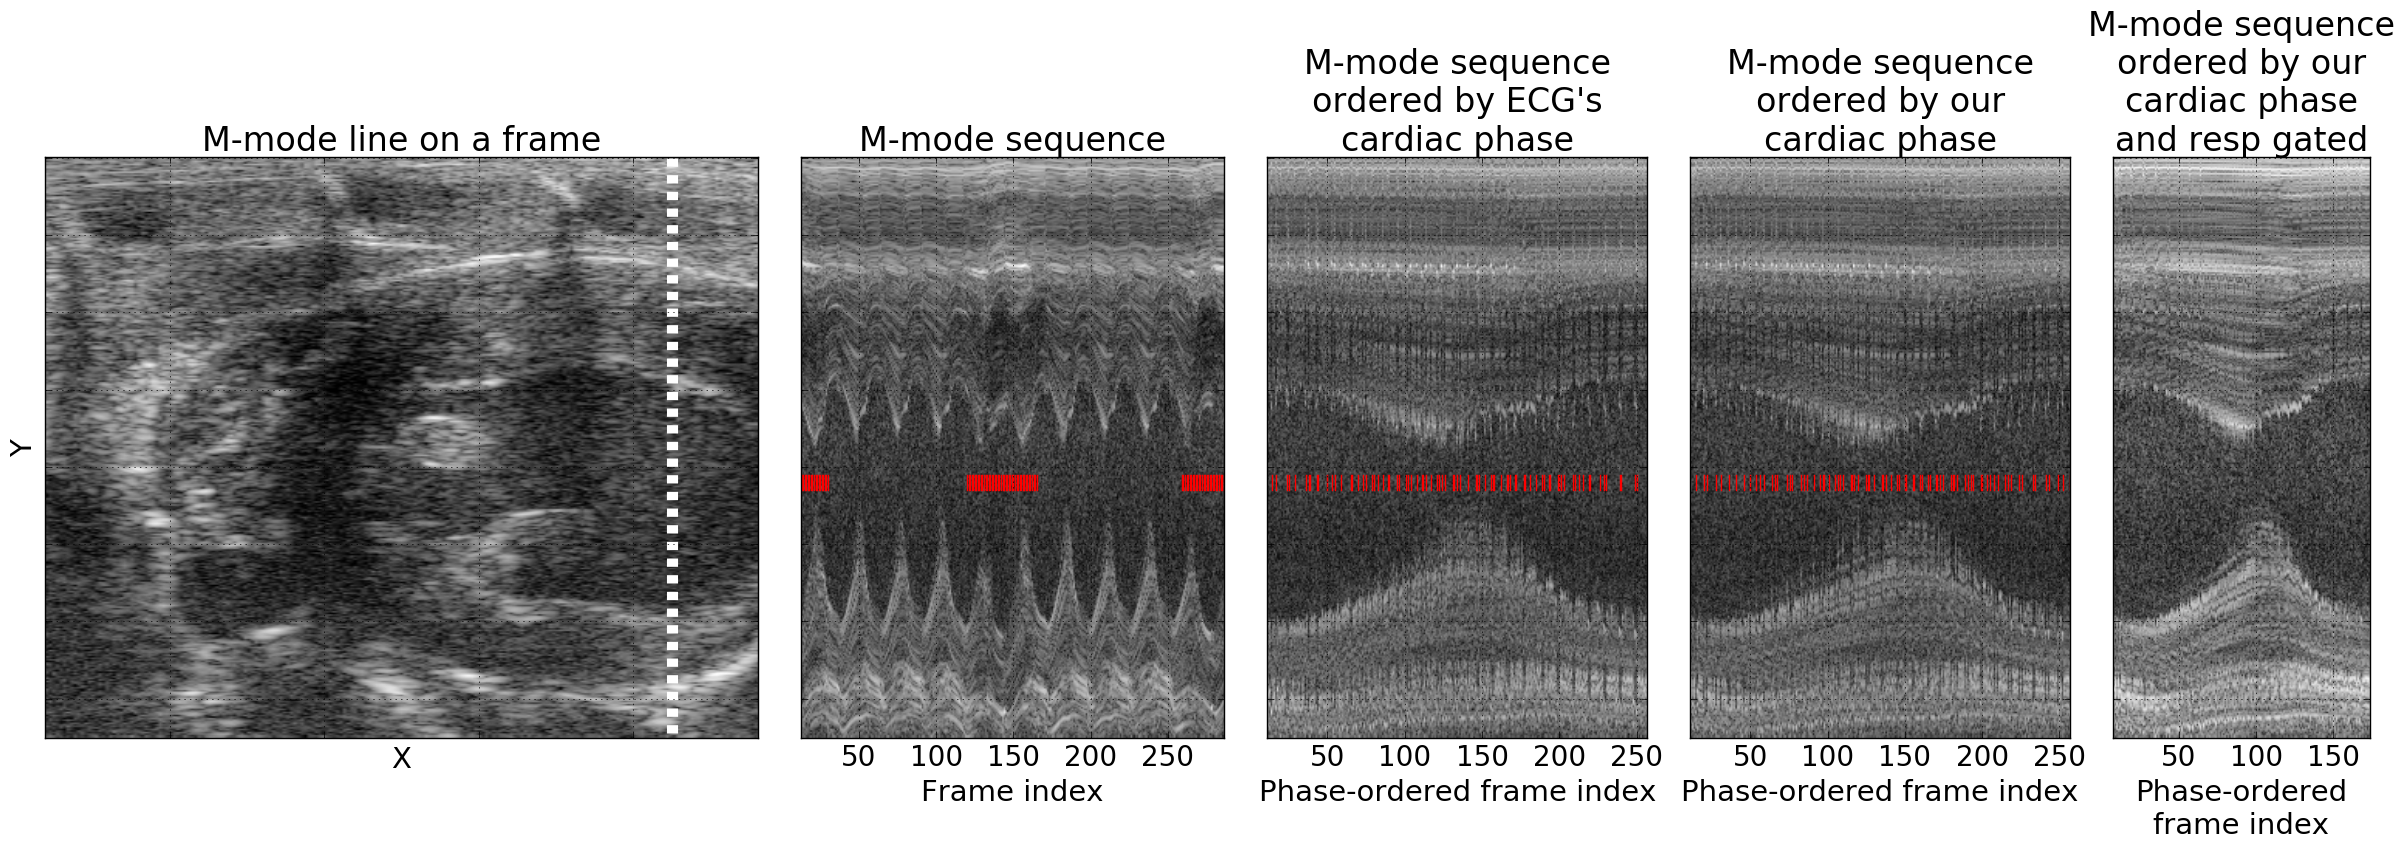 M-mode line on a frame
Y
X
M-mode sequence
50 100 150 200 250
Frame index
M-mode sequence
ordered by ECG's
cardiac phase
50 100 150 200 250
Phase-ordered frame index
M-mode sequence
ordered by our
cardiac phase
50 100 150 200 250
Phase-ordered frame index
M-mode sequence
ordered by our
cardiac phase
and resp gated
50 100 150
Phase-ordered
frame index